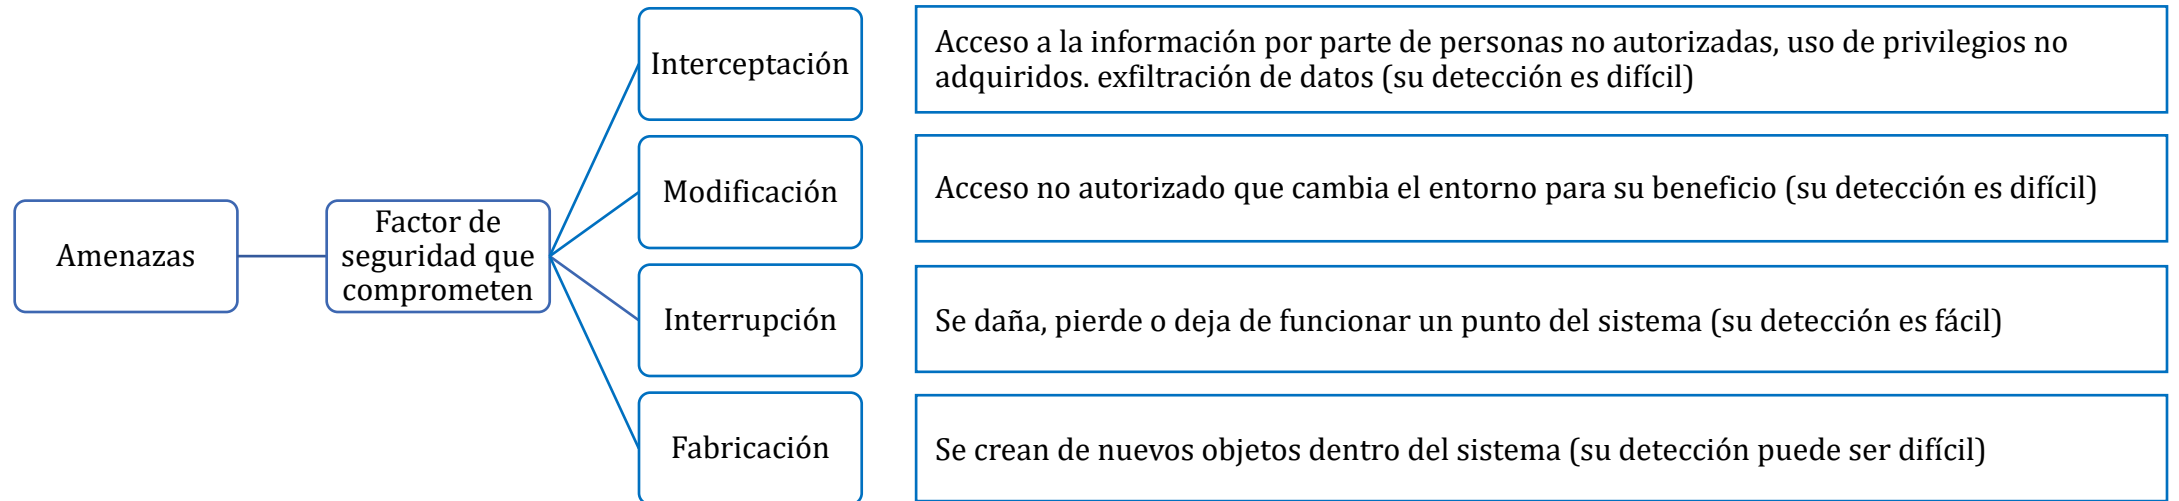 Amenazas
Factor de
seguridad que
comprometen
Interceptación
Acceso a la información por parte de personas no autorizadas, uso de privilegios no
adquiridos. exfiltración de datos (su detección es difícil)
Modificación
Acceso no autorizado que cambia el entorno para su beneficio (su detección es difícil)
Interrupción
Se daña, pierde o deja de funcionar un punto del sistema (su detección es fácil)
Fabricación
Se crean de nuevos objetos dentro del sistema (su detección puede ser difícil)